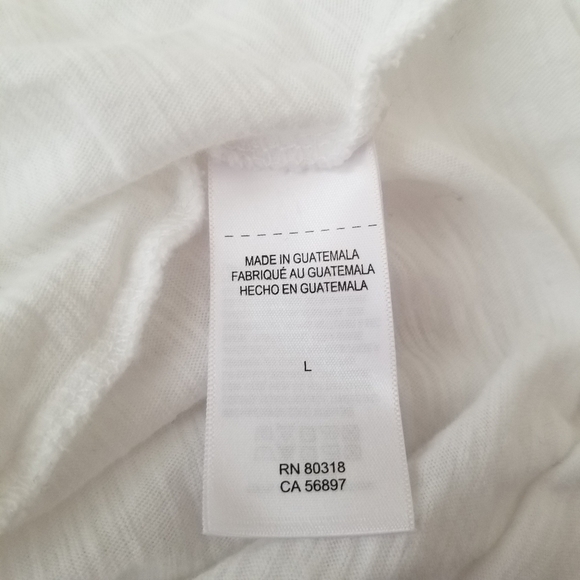 MADE IN GUATEMALA
FABRIQUÉ AU GUATEMALA
HECHO EN GUATEMALA
L
RN 80318
CA 56897